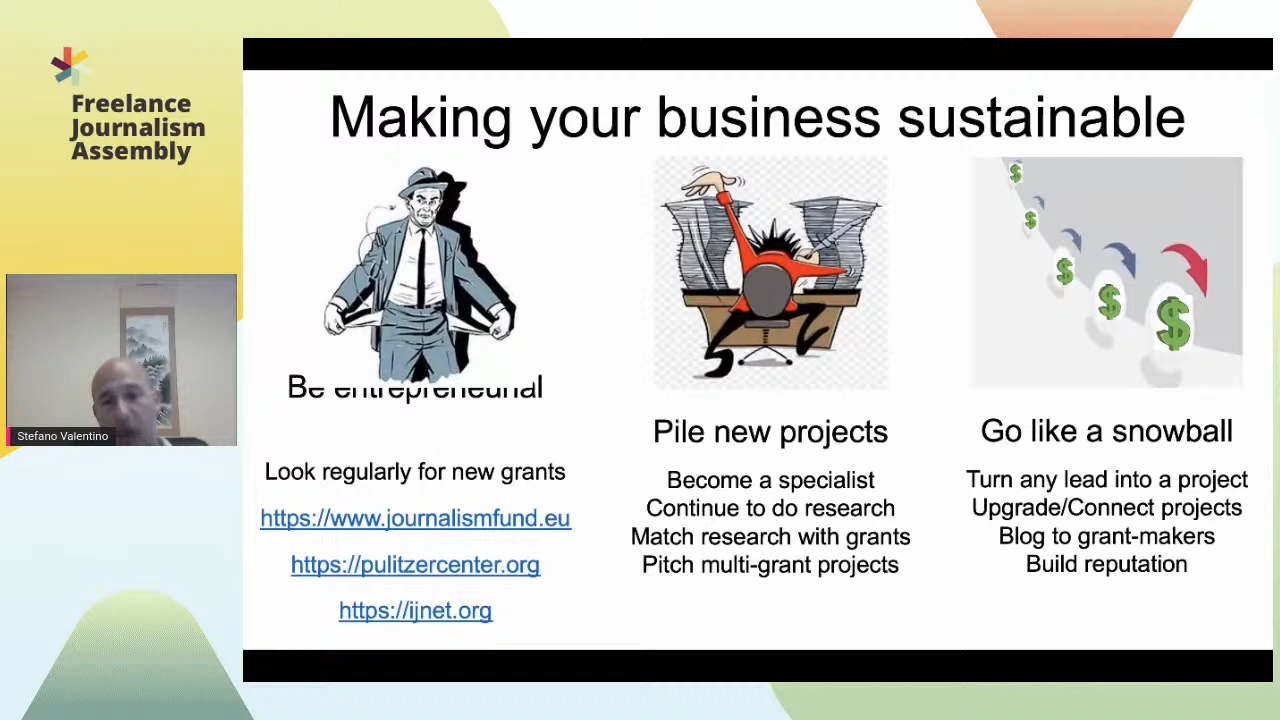 Freelance
Journalism
Assembly
Stefano Valentino
Making your business sustainable
Be entrepreneurial
Look regularly for new grants
https://www.journalismfund.eu
https://pulitzercenter.org
https://ijnet.org
Pile new projects
Become a specialist
Continue to do research
Match research with grants
Pitch multi-grant projects
Go like a snowball
Turn any lead into a project
Upgrade/Connect projects
Blog to grant-makers
Build reputation
$
$
$
$
$